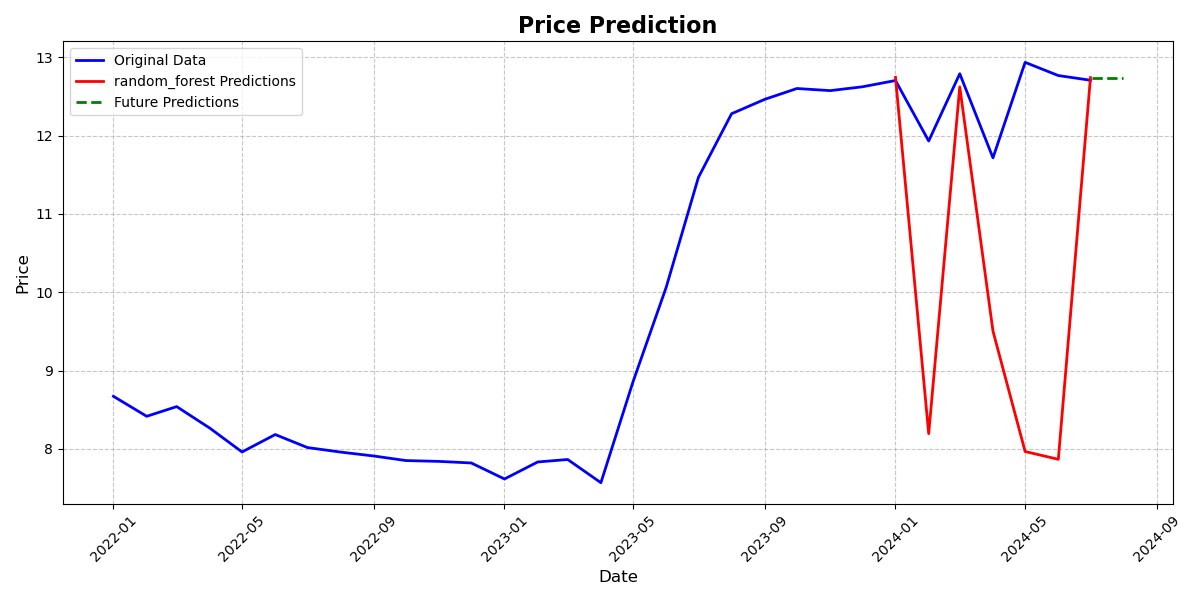 Price Prediction
Original Data
random_forest Predictions
Future Predictions
Price
13
12
11
10
9
8
2022-01
2022-05
2022-09
2023-01
2023-05
2023-09
2024-01
2024-05
2024-09
Date